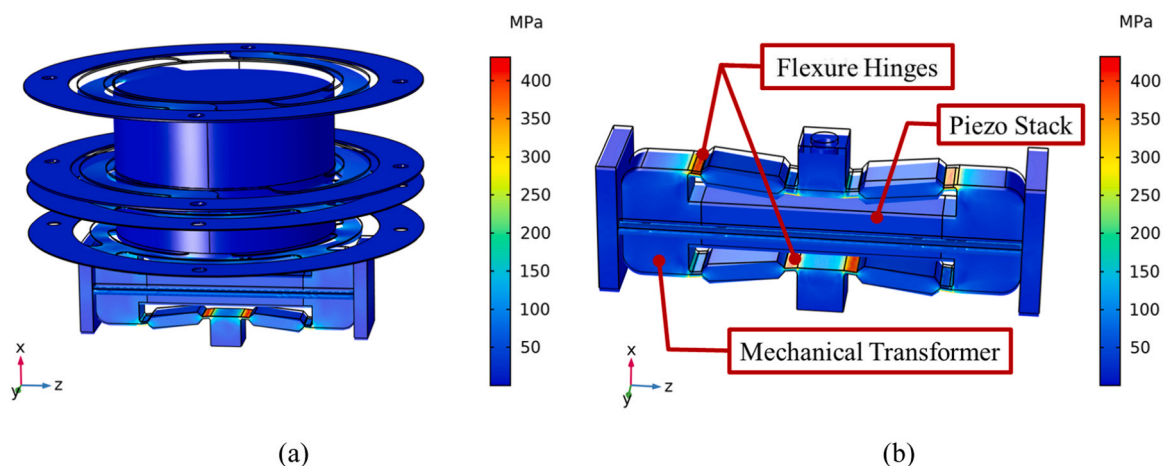 MPa
400
350
300
250
200
150
100
50
x
y
z
(a)
MPa
Flexure Hinges
Piezo Stack
Mechanical Transformer
400
350
300
250
200
150
100
50
x
y
z
(b)